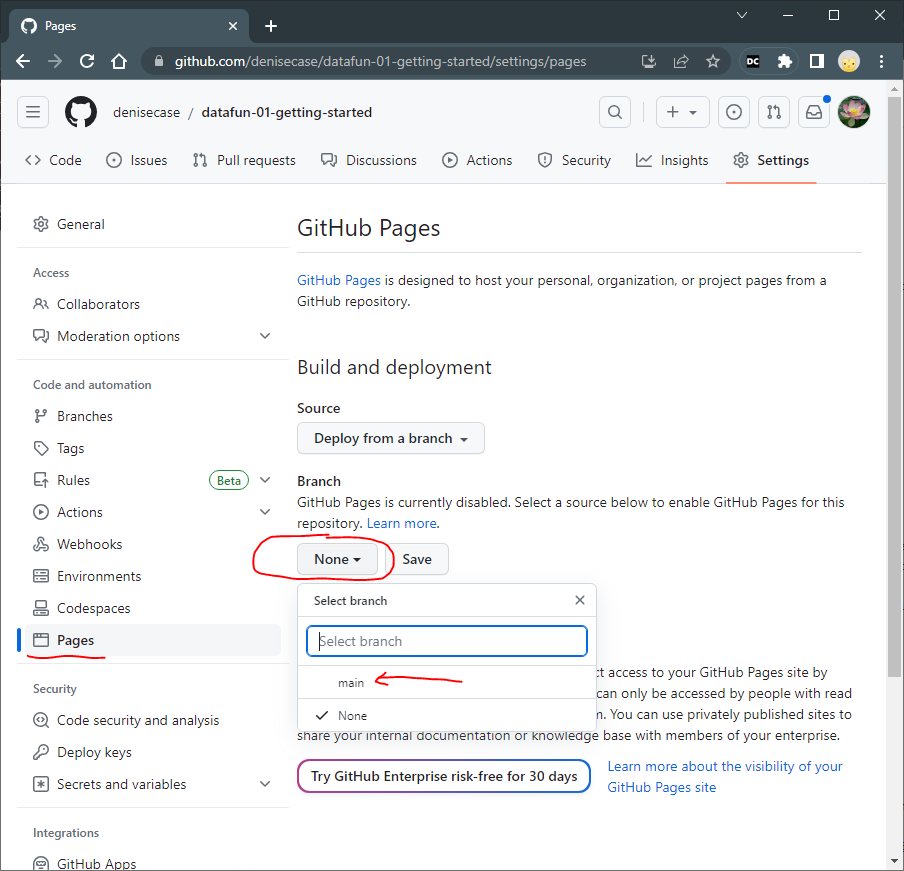 Pages
github.com/denisecase/datafun-01-getting-started/settings/pages
DC
denisecase / datafun-01-getting-started
Code Issues Pull requests Discussions Actions Security Insights Settings
General
Access
Collaborators
Moderation options
Code and automation
Branches
Tags
Rules Beta
Actions
Webhooks
Environments
Codespaces
Pages
Security
Code security and analysis
Deploy keys
Secrets and variables
Integrations
GitHub Apps
GitHub Pages
GitHub Pages is designed to host your personal, organization, or project pages from a
GitHub repository.
Build and deployment
Source
Deploy from a branch
Branch
GitHub Pages is currently disabled. Select a source below to enable GitHub Pages for this
repository. Learn more.
None Save
Select branch
Select branch
main
None
access to your GitHub Pages site by
can only be accessed by people with read
You can use privately published sites to
share your internal documentation or knowledge base with members of your enterprise.
Try GitHub Enterprise risk-free for 30 days
Learn more about the visibility of your
GitHub Pages site